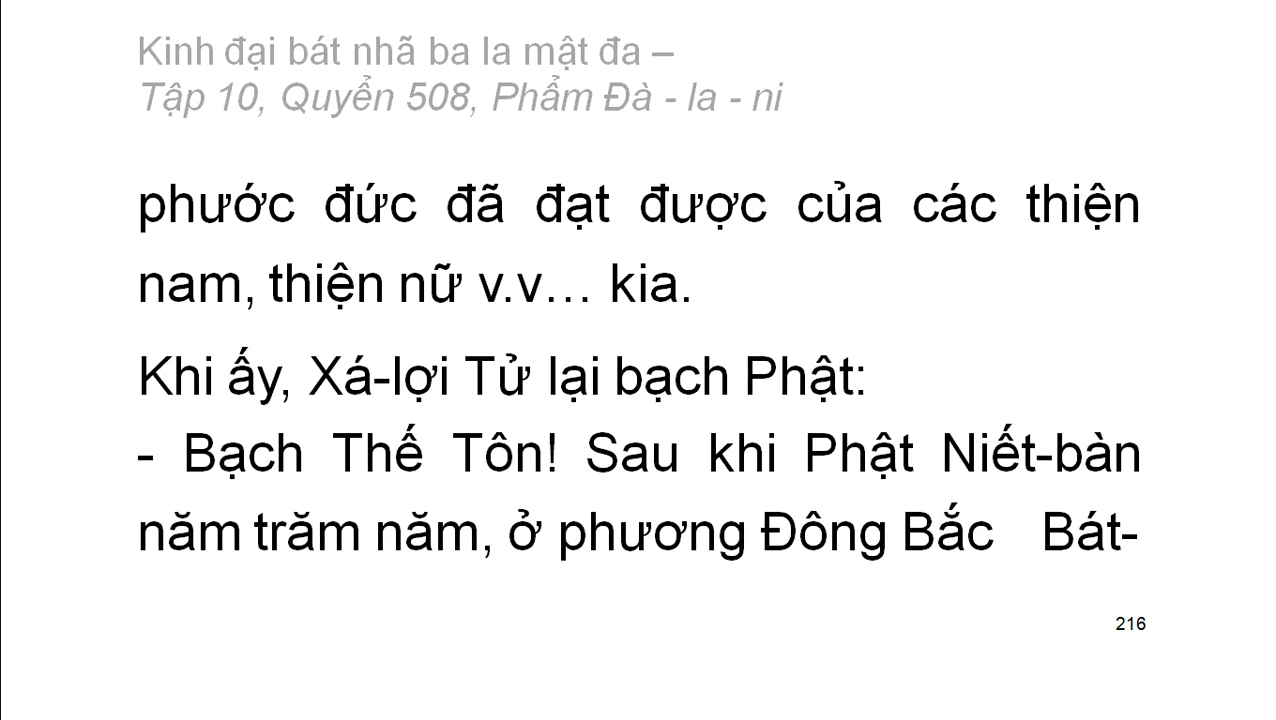 Kinh đại bát nhã ba la mật đa –
Tập 10, Quyển 508, Phẩm Đà - la - ni
phước đức đã đạt được của các thiện
nam, thiện nữ v.v… kia.
Khi ấy, Xá-lợi Tử lại bạch Phật:
- Bạch Thế Tôn! Sau khi Phật Niết-bàn
năm trăm năm, ở phương Đông Bắc Bát-
216